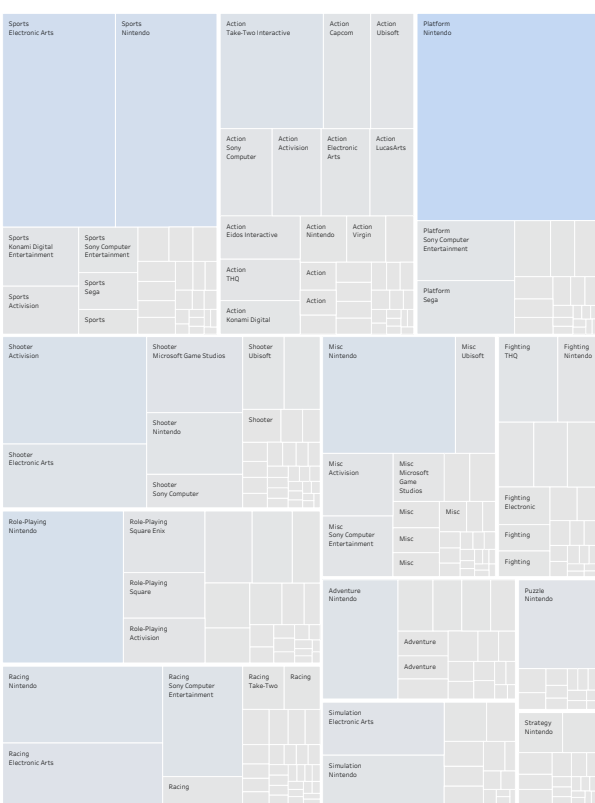 Sports
Electronic Arts
Sports
Nintendo
Sports
Konami Digital
Entertainment
Sports
Sony Computer
Entertainment
Sports
Sega
Sports
Activision
Sports
Action
Take-Two Interactive
Action
Capcom
Action
Ubisoft
Action
Sony
Computer
Action
Activision
Action
Electronic
Arts
Action
LucasArts
Action
Eidos Interactive
Action
Nintendo
Action
Virgin
Action
THQ
Action
Action
Konami Digital
Action
Platform
Nintendo
Platform
Sony Computer
Entertainment
Platform
Sega
Shooter
Activision
Shooter
Microsoft Game Studios
Shooter
Ubisoft
Shooter
Nintendo
Shooter
Shooter
Electronic Arts
Shooter
Sony Computer
Misc
Nintendo
Misc
Ubisoft
Misc
Activision
Misc
Microsoft
Game
Studios
Misc
Misc
Misc
Sony Computer
Entertainment
Misc
Misc
Fighting
THQ
Fighting
Nintendo
Fighting
Electronic
Fighting
Fighting
Role-Playing
Nintendo
Role-Playing
Square Enix
Role-Playing
Square
Role-Playing
Activision
Adventure
Nintendo
Adventure
Adventure
Puzzle
Nintendo
Racing
Nintendo
Racing
Sony Computer
Entertainment
Racing
Take-Two
Racing
Racing
Electronic Arts
Racing
Simulation
Electronic Arts
Simulation
Nintendo
Strategy
Nintendo